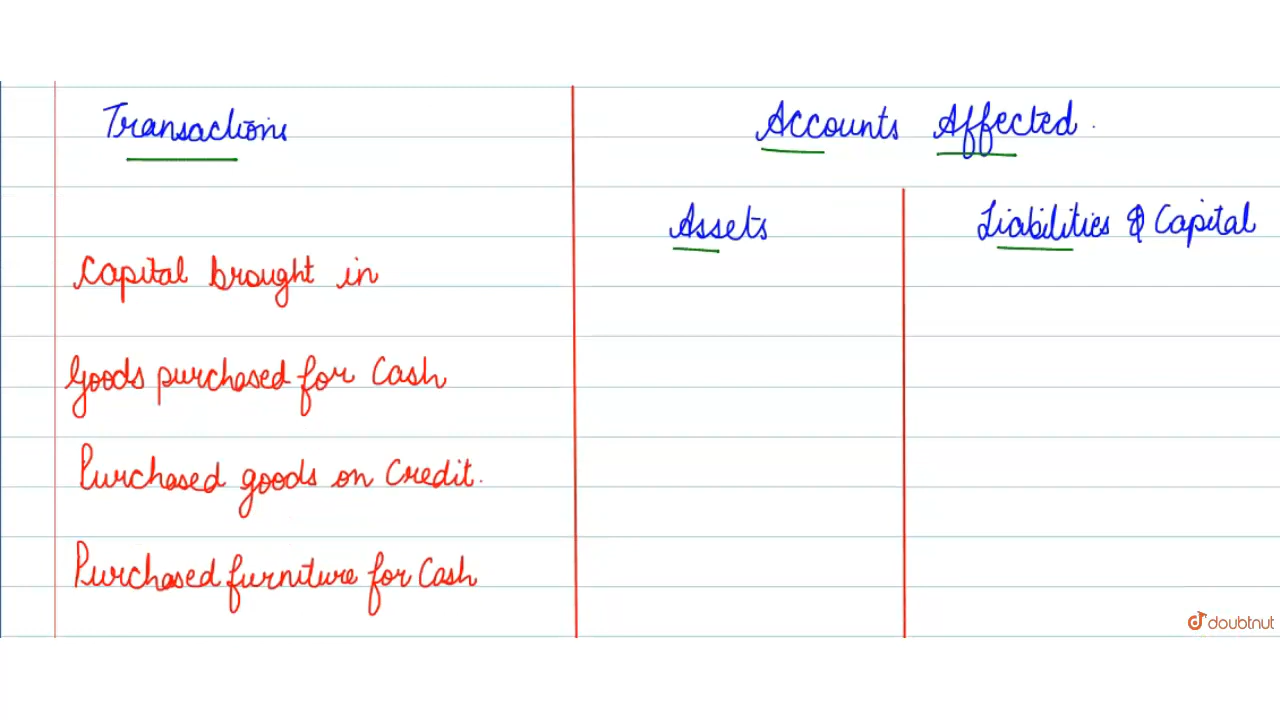 Transactions
Accounts Affected.
Assets
Liabilities & Capital
Capital brought in
Goods purchased for Cash
Purchased goods on Credit.
Purchased furniture for Cash
doubtnut